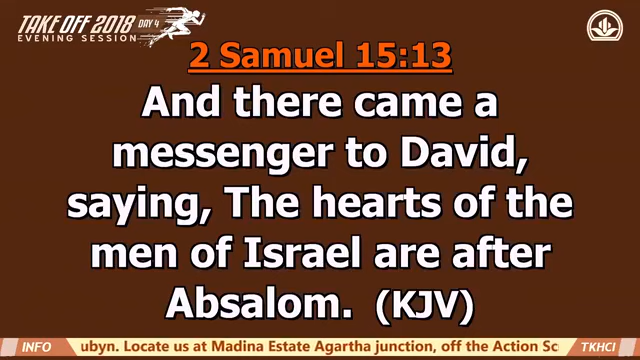 TAKE OFF 2018 DAY 4
EVENING SESSION
2 Samuel 15:13
And there came a
messenger to David,
saying, The hearts of the
men of Israel are after
Absalom. (KJV)
INFO ubyn. Locate us at Madina Estate Agartha junction, off the Action Sc TKHCI